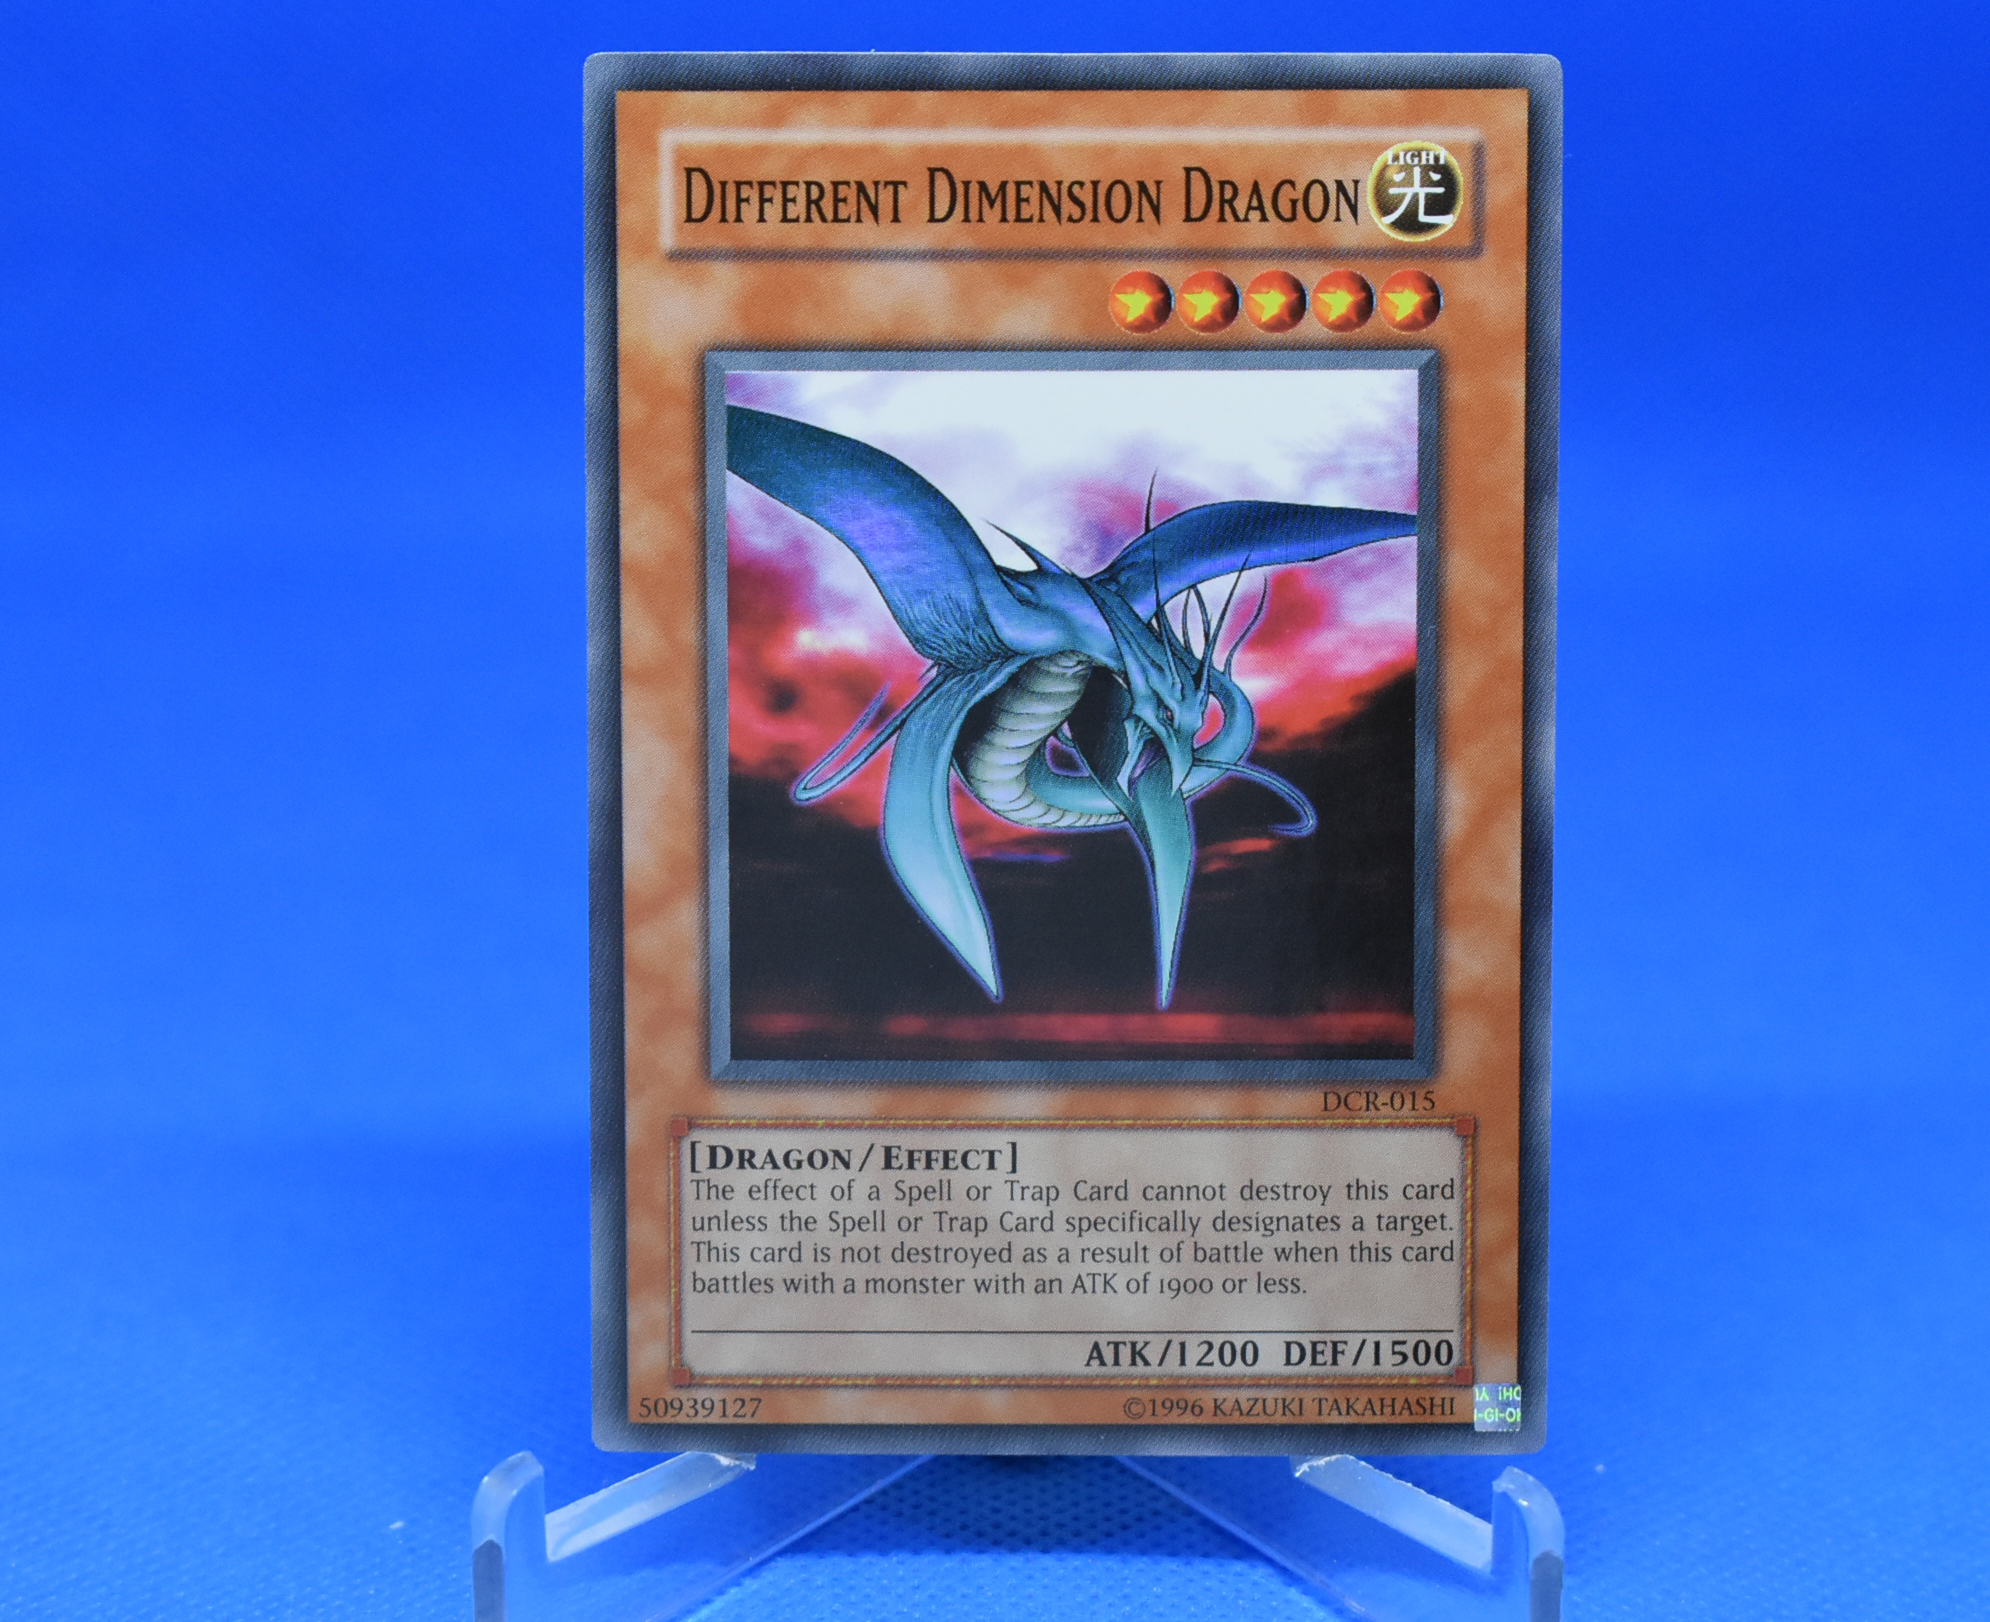 DIFFERENT DIMENSION DRAGON
LIGHT
光
DCR-015
[DRAGON/EFFECT]
The effect of a Spell or Trap Card cannot destroy this card
unless the Spell or Trap Card specifically designates a target.
This card is not destroyed as a result of battle when this card
battles with a monster with an ATK of 1900 or less.
ATK/1200 DEF/1500
50939127
©1996 KAZUKI TAKAHASHI